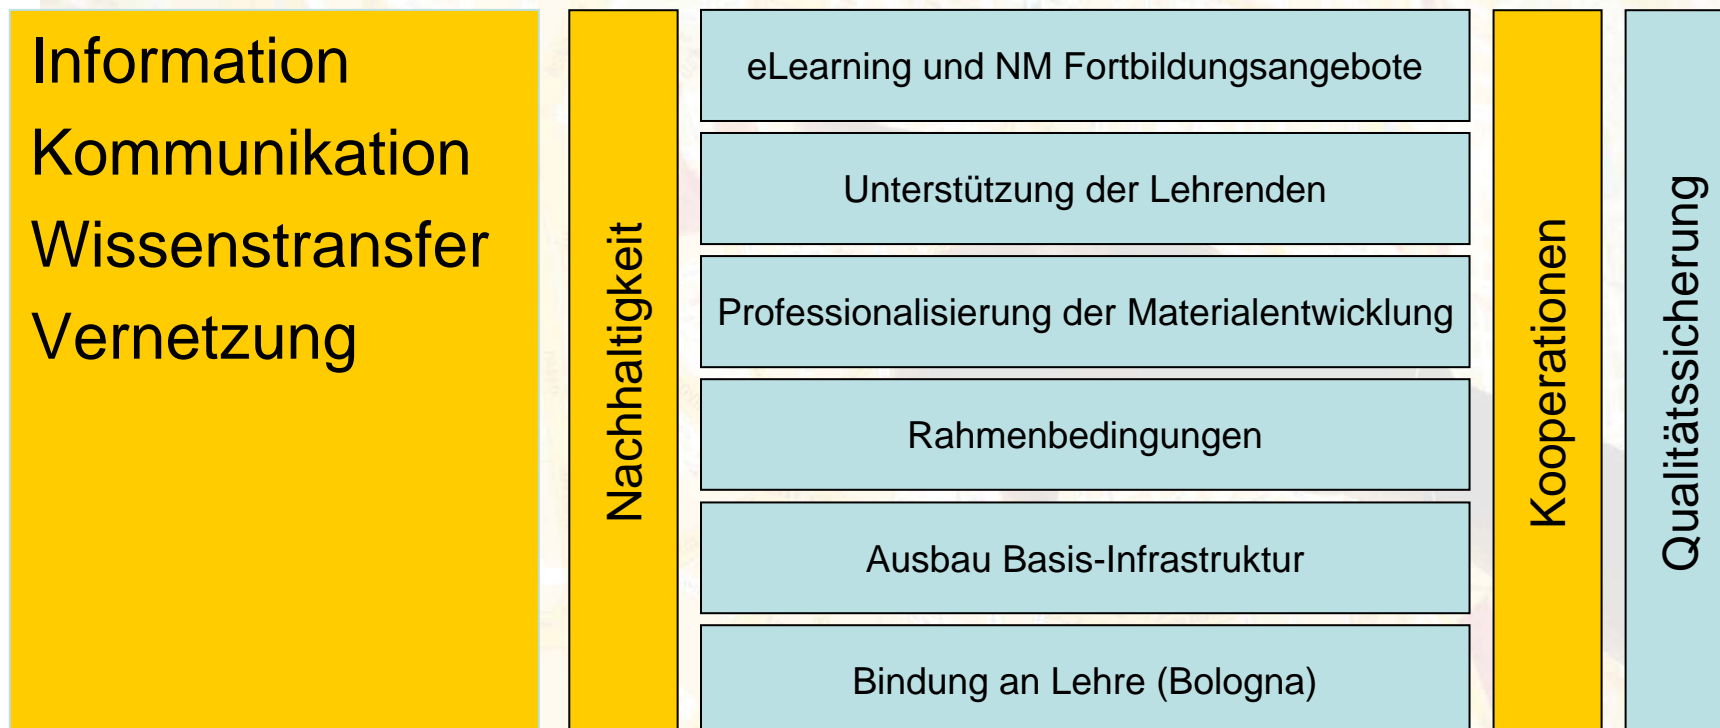 Information
Kommunikation
Wissenstransfer
Vernetzung
Nachhaltigkeit
eLearning und NM Fortbildungsangebote
Unterstützung der Lehrenden
Professionalisierung der Materialentwicklung
Rahmenbedingungen
Ausbau Basis-Infrastruktur
Bindung an Lehre (Bologna)
Kooperationen
Qualitätssicherung